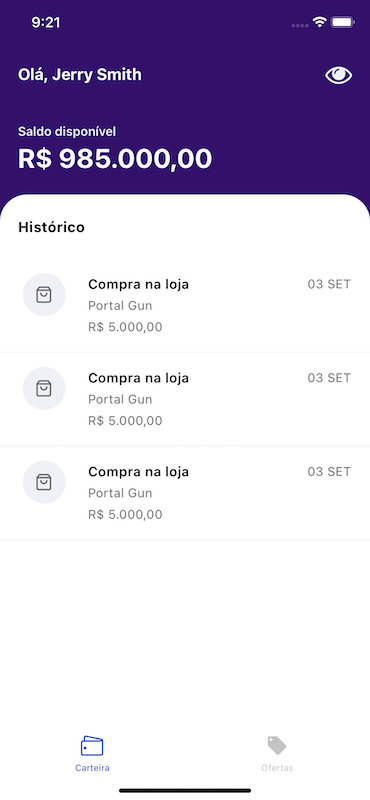 9:21
Olá, Jerry Smith
Saldo disponível
R$ 985.000,00
Histórico
Compra na loja 03 SET
Portal Gun
R$ 5.000,00
Compra na loja 03 SET
Portal Gun
R$ 5.000,00
Compra na loja 03 SET
Portal Gun
R$ 5.000,00
Carteira Ofertas